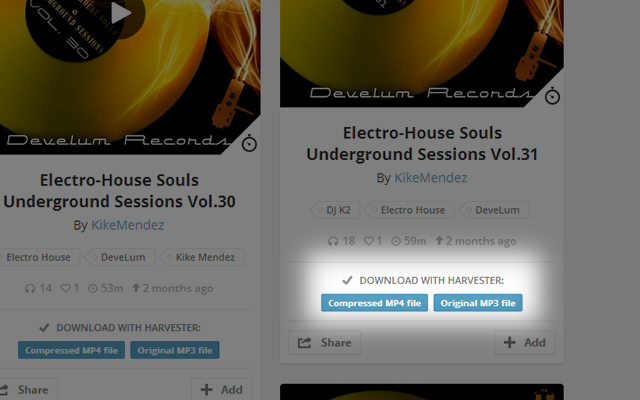 VOL. 30
UNDERGROUND SESSIONS
Develum Records
Electro-House Souls
Underground Sessions Vol.30
By KikeMendez
Electro House
DeveLum
Kike Mendez
14 1 53m 2 months ago
DOWNLOAD WITH HARVESTER:
Compressed MP4 file
Original MP3 file
Share
Add
Develum Records
Electro-House Souls
Underground Sessions Vol.31
By KikeMendez
DJ K2
Electro House
DeveLum
18 1 59m 2 months ago
DOWNLOAD WITH HARVESTER:
Compressed MP4 file
Original MP3 file
Share
Add